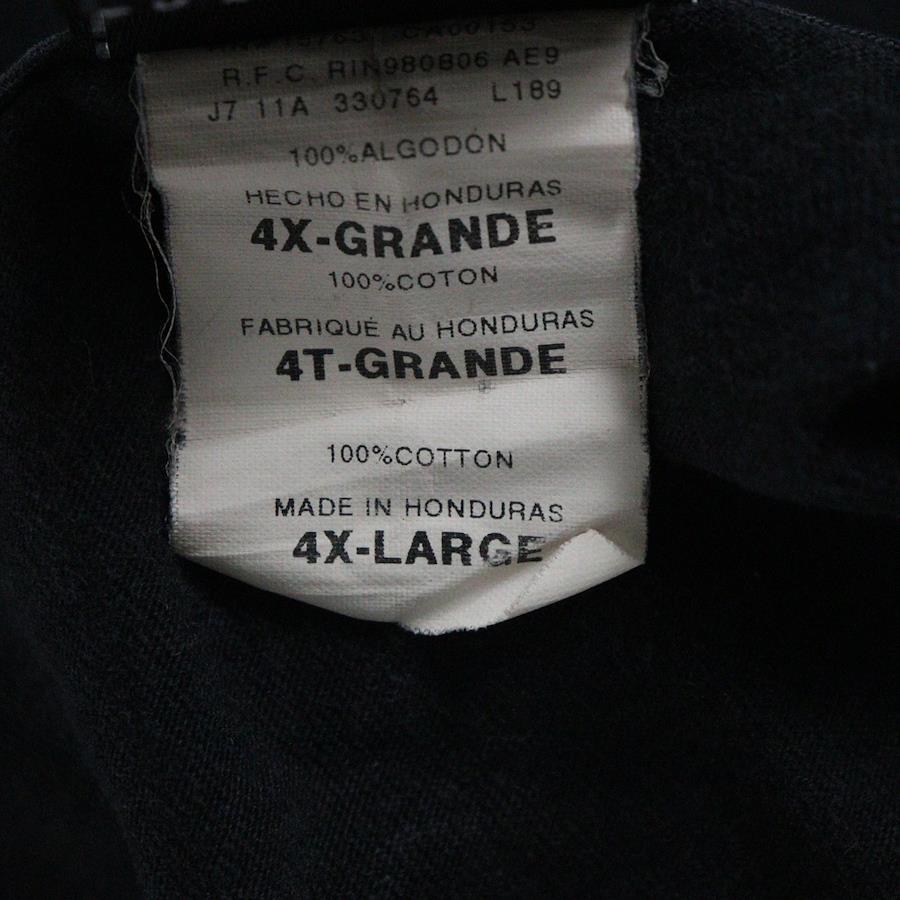 R.F.C. RIN980806 AE9
J7 11A 330764 L189
100%ALGODÓN
HECHO EN HONDURAS
4X-GRANDE
100%COTON
FABRIQUÉ AU HONDURAS
4T-GRANDE
100%COTTON
MADE IN HONDURAS
4X-LARGE